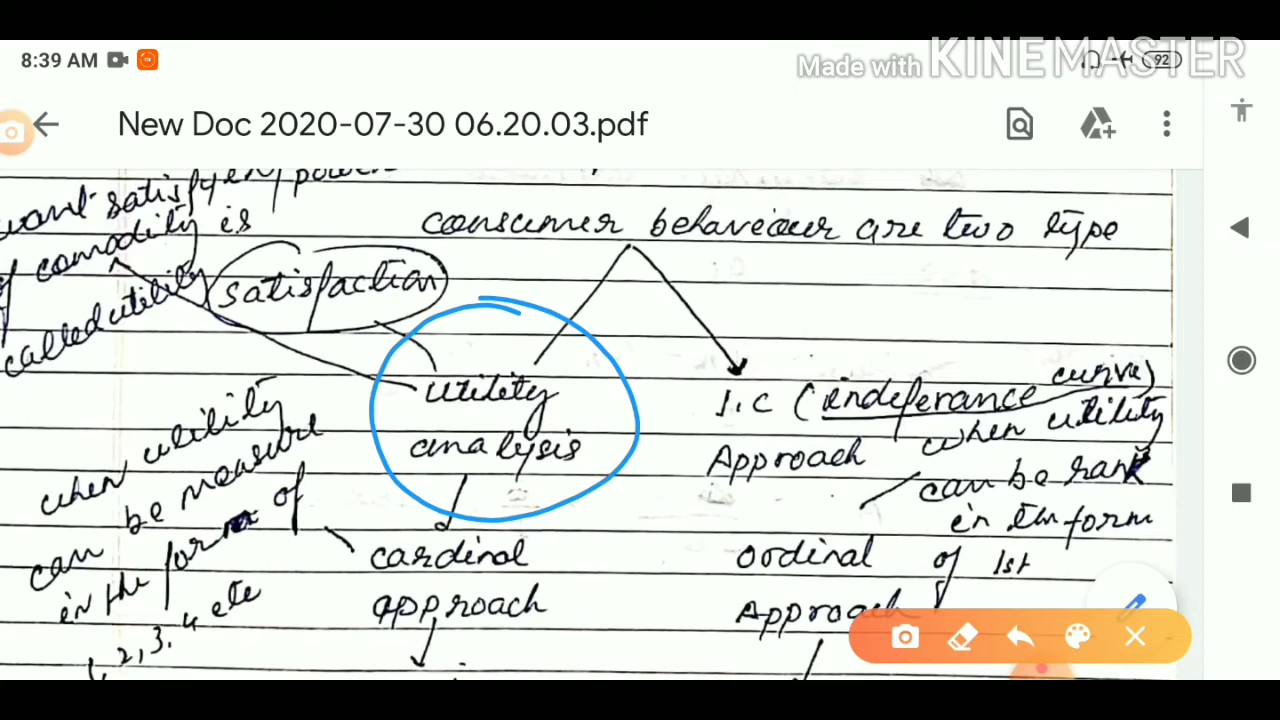 8:39 AM
92
Made with KINEMASTER
New Doc 2020-07-30 06.20.03.pdf
want satisfying power
of comodility is
called utility
satisfaction
consumer behaviour are two type
utility
analysis
I.C (indeferance curve)
Approach
when utility
can be rank
in the form
of 1st
when utility
can be measure
in the form of
1, 2, 3, 4 etc
cardinal
approach
ordinal
Approach